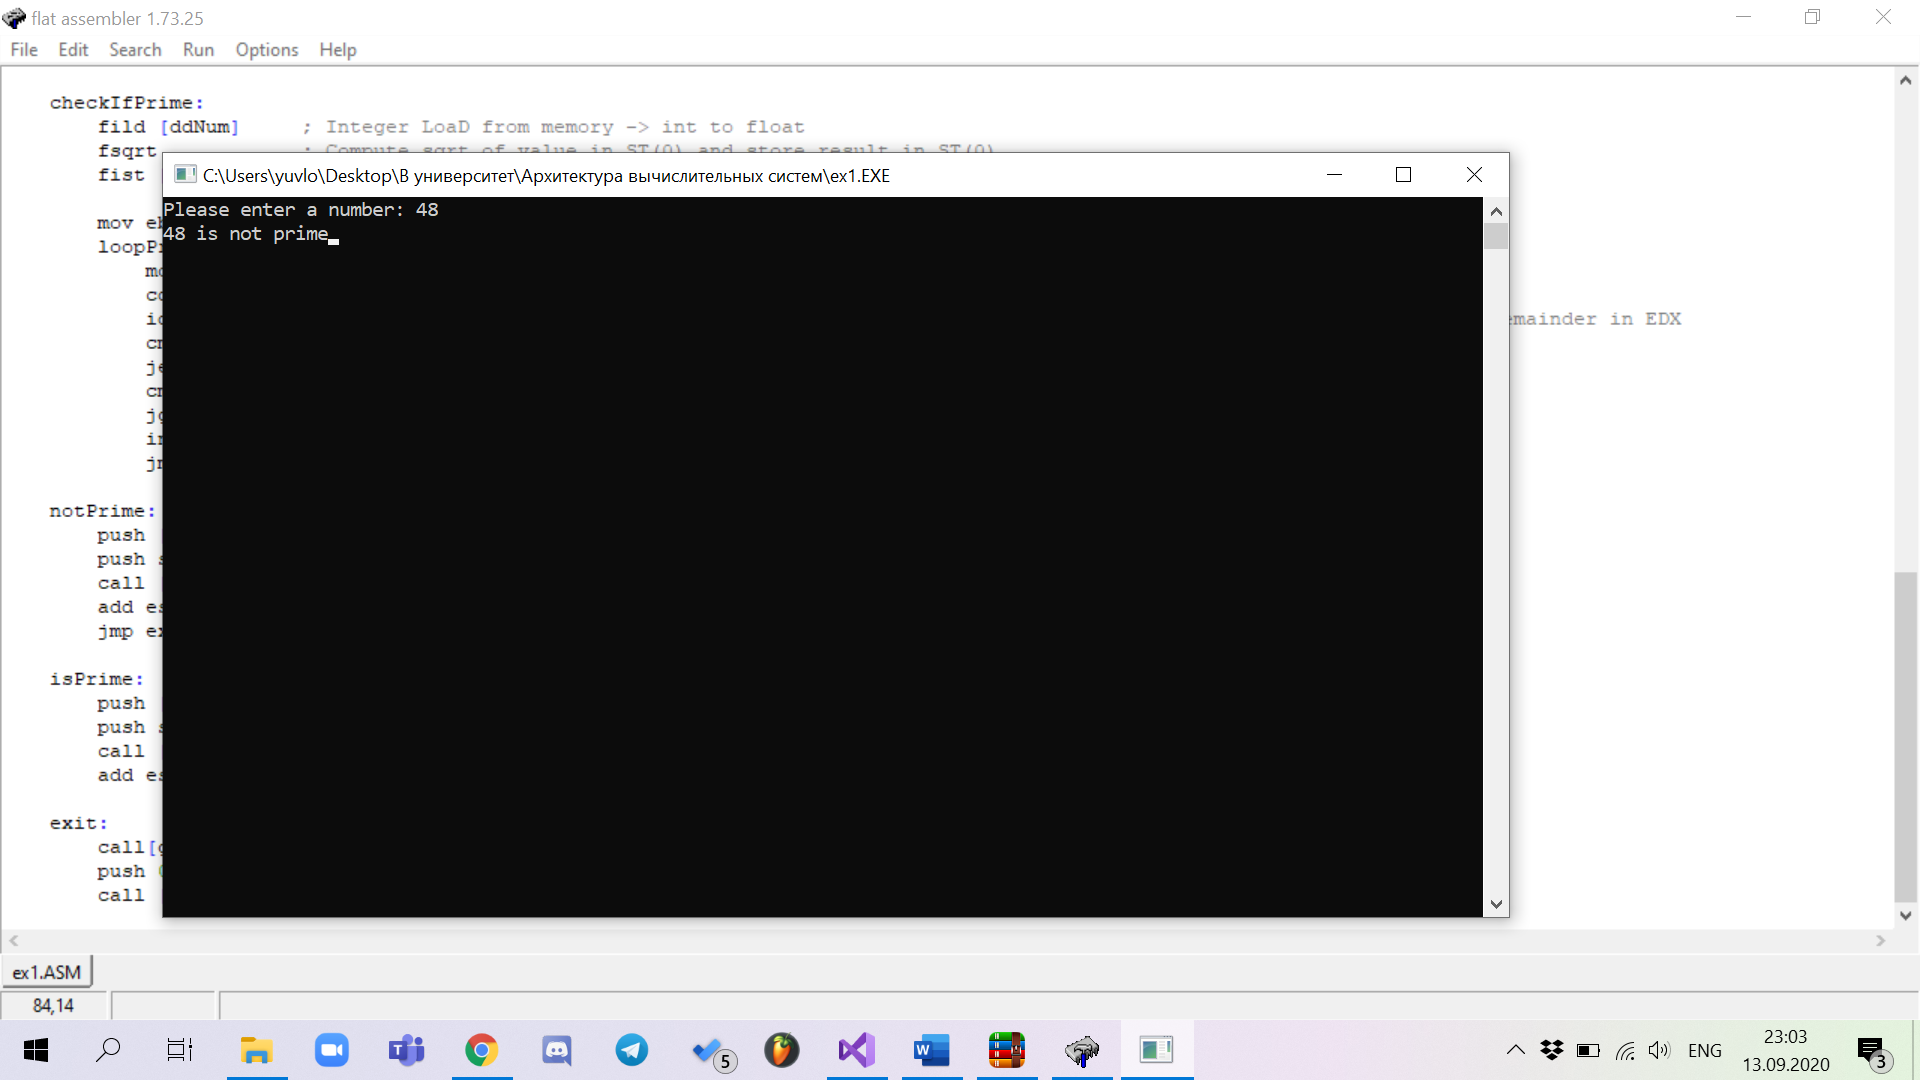 flat assembler 1.73.25
File Edit Search Run Options Help
checkIfPrime:
fild [ddNum] ; Integer LoaD from memory -> int to float
fsqrt ; Compute sqrt of value in ST(0) and store result in ST(0)
fist
C:\Users\yuvlo\Desktop\В университет\Архитектура вычислительных систем\ex1.EXE
Please enter a number: 48
48 is not prime
mov
in EDX
notPrime:
push
push
call
add
jmp
isPrime:
push
push
call
add
exit:
call[
push
call
ex1.ASM
84,14
5
ENG
23:03
13.09.2020
3